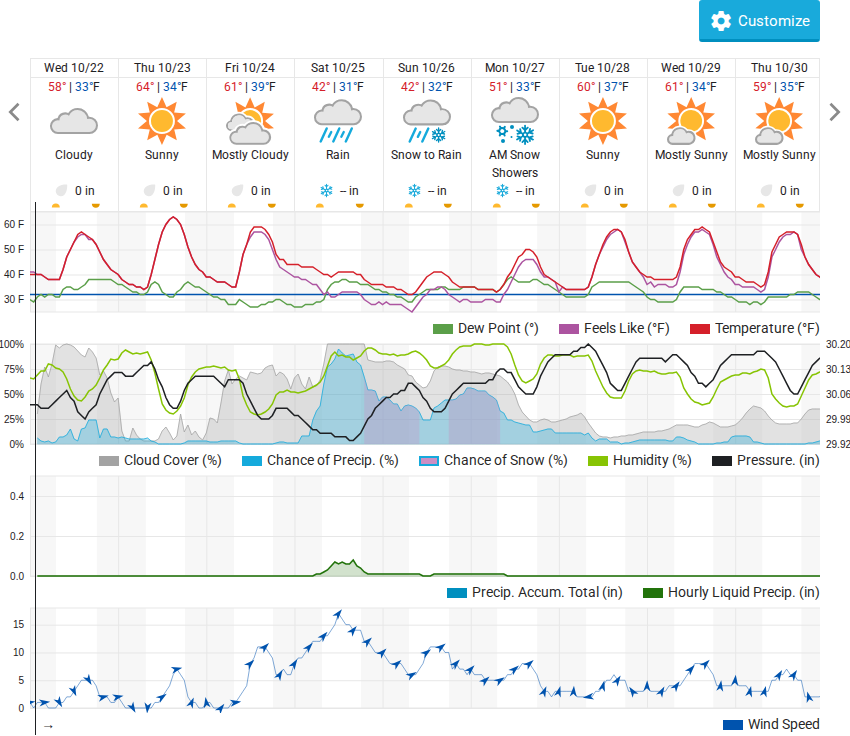 Customize
Wed 10/22 Thu 10/23 Fri 10/24 Sat 10/25 Sun 10/26 Mon 10/27 Tue 10/28 Wed 10/29 Thu 10/30
58° | 33°F 64° | 34°F 61° | 39°F 42° | 31°F 42° | 32°F 51° | 33°F 60° | 37°F 61° | 34°F 59° | 35°F
Cloudy Sunny Mostly Cloudy Rain Snow to Rain AM Snow Showers Sunny Mostly Sunny Mostly Sunny
0 in 0 in 0 in -- in -- in -- in 0 in 0 in 0 in
60 F
50 F
40 F
30 F
Dew Point (°) Feels Like (°F) Temperature (°F)
100% 30.20
75% 30.13
50% 30.06
25% 29.99
0% 29.92
Cloud Cover (%) Chance of Precip. (%) Chance of Snow (%) Humidity (%) Pressure. (in)
0.4
0.2
0.0
Precip. Accum. Total (in) Hourly Liquid Precip. (in)
15
10
5
0
→
Wind Speed